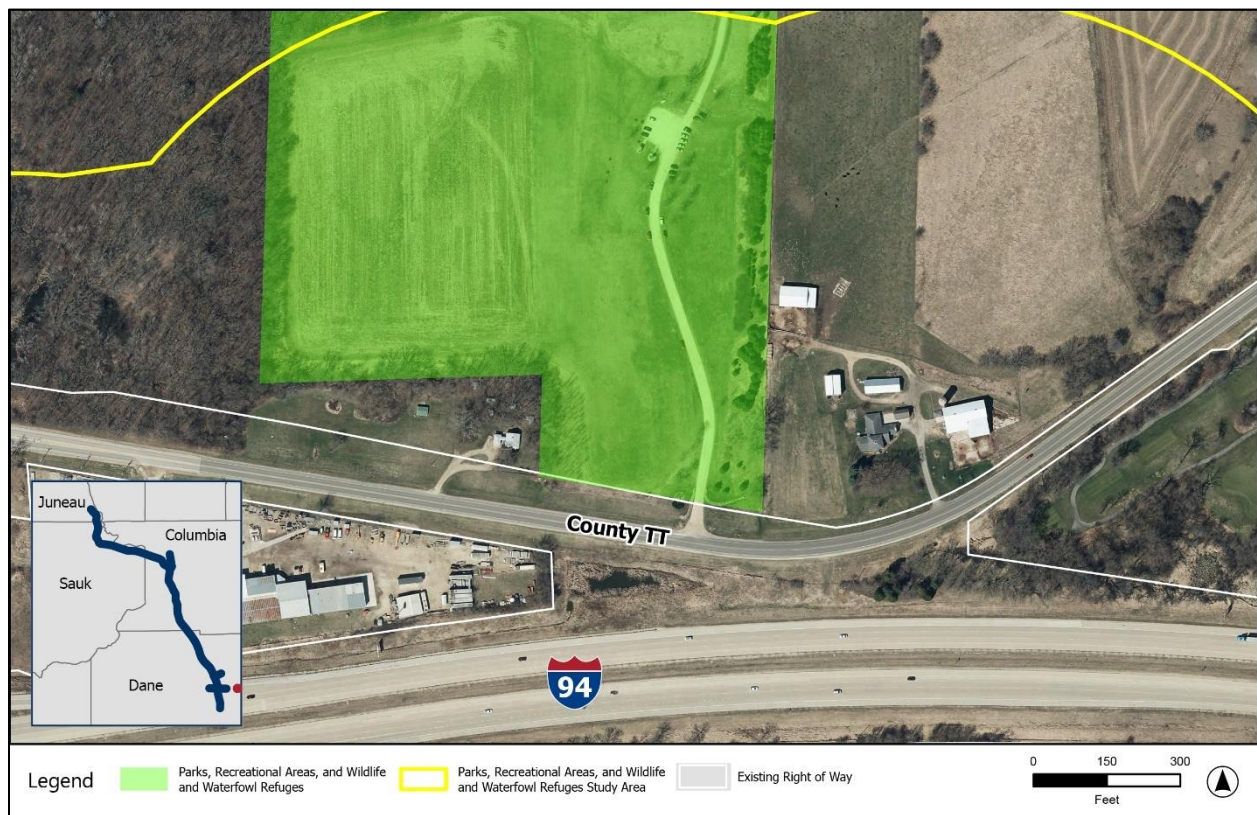 County TT
Juneau
Columbia
Sauk
Dane
94
Legend
Parks, Recreational Areas, and Wildlife
and Waterfowl Refuges
Parks, Recreational Areas, and Wildlife
and Waterfowl Refuges Study Area
Existing Right of Way
0 150 300
Feet